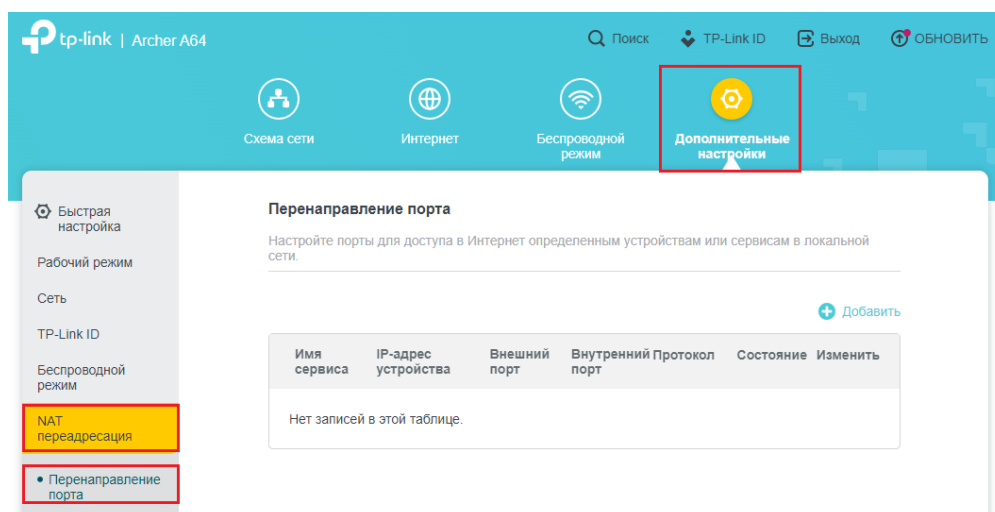 tp-link | Archer A64
Поиск
TP-Link ID
Выход
ОБНОВИТЬ
Схема сети
Интернет
Беспроводной
режим
Дополнительные
настройки
Быстрая
настройка
Рабочий режим
Сеть
TP-Link ID
Беспроводной
режим
NAT
переадресация
• Перенаправление
порта
Перенаправление порта
Настройте порты для доступа в Интернет определенным устройствам или сервисам в локальной
сети.
Добавить
Имя
сервиса
IP-адрес
устройства
Внешний
порт
Внутренний
порт
Протокол
Состояние
Изменить
Нет записей в этой таблице.